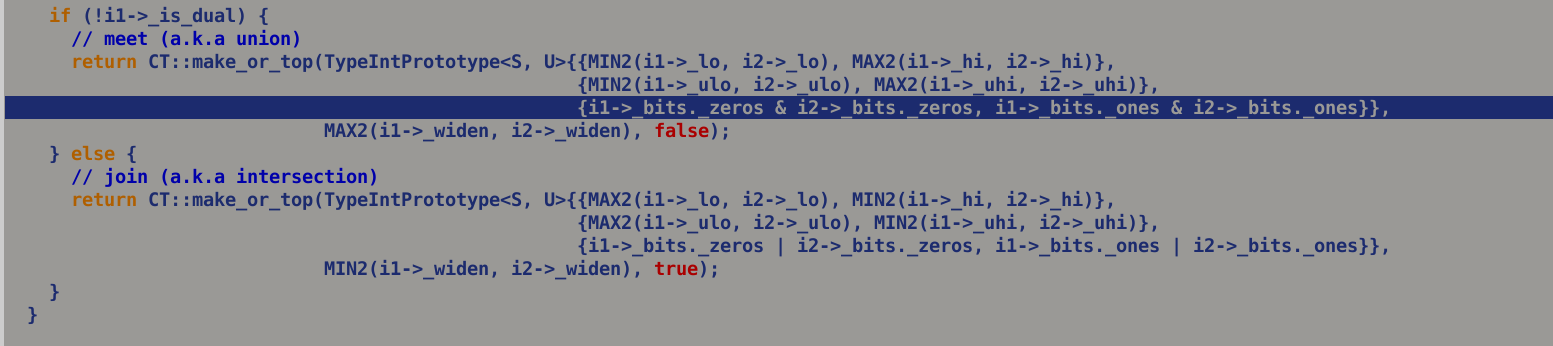 if (!i1->_is_dual) {
// meet (a.k.a union)
return CT::make_or_top(TypeIntPrototype<S, U>{{MIN2(i1->_lo, i2->_lo), MAX2(i1->_hi, i2->_hi)},
{MIN2(i1->_ulo, i2->_ulo), MAX2(i1->_uhi, i2->_uhi)},
{i1->_bits._zeros & i2->_bits._zeros, i1->_bits._ones & i2->_bits._ones}},
MAX2(i1->_widen, i2->_widen), false);
} else {
// join (a.k.a intersection)
return CT::make_or_top(TypeIntPrototype<S, U>{{MAX2(i1->_lo, i2->_lo), MIN2(i1->_hi, i2->_hi)},
{MAX2(i1->_ulo, i2->_ulo), MIN2(i1->_uhi, i2->_uhi)},
{i1->_bits._zeros | i2->_bits._zeros, i1->_bits._ones | i2->_bits._ones}},
MIN2(i1->_widen, i2->_widen), true);
}
}